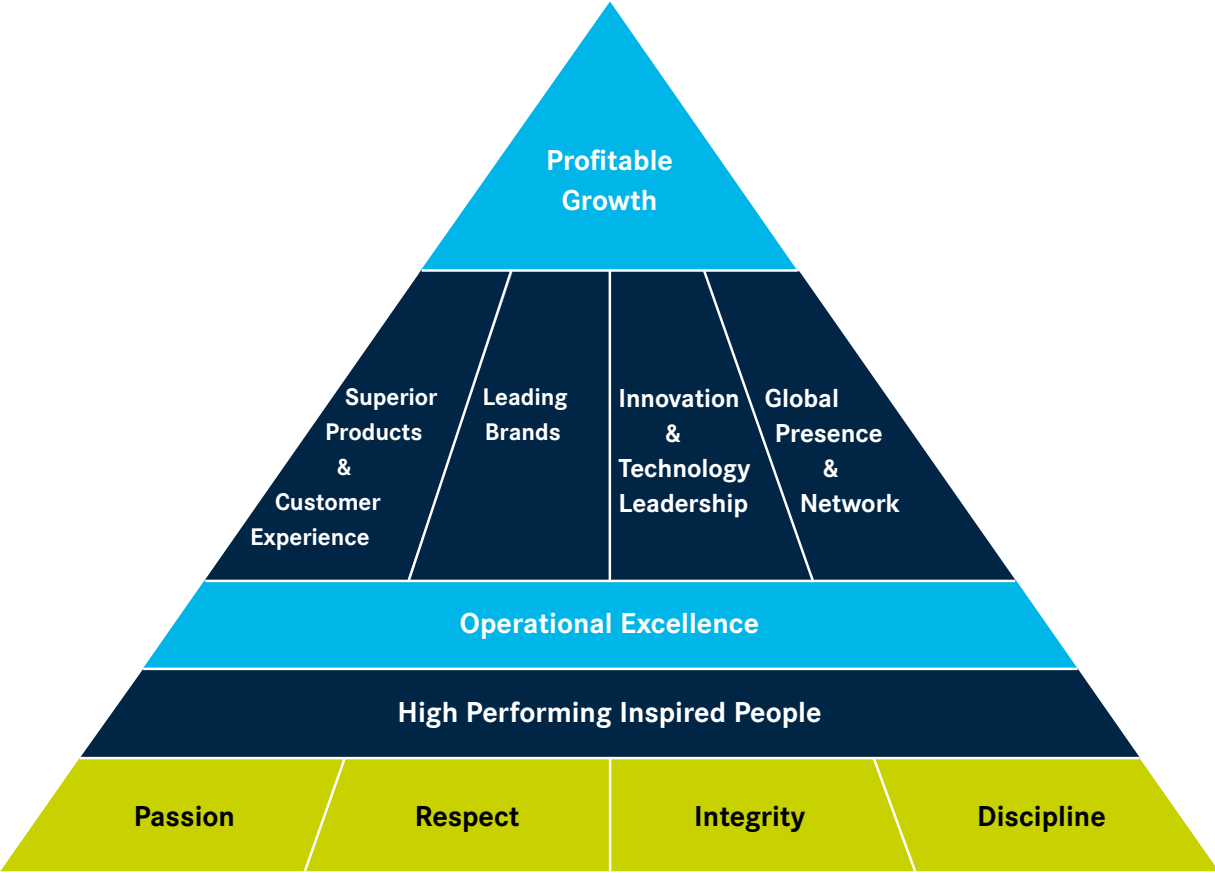 Profitable
Growth
Superior
Products
&
Customer
Experience
Leading
Brands
Innovation
&
Technology
Leadership
Global
Presence
&
Network
Operational Excellence
High Performing Inspired People
Passion
Respect
Integrity
Discipline